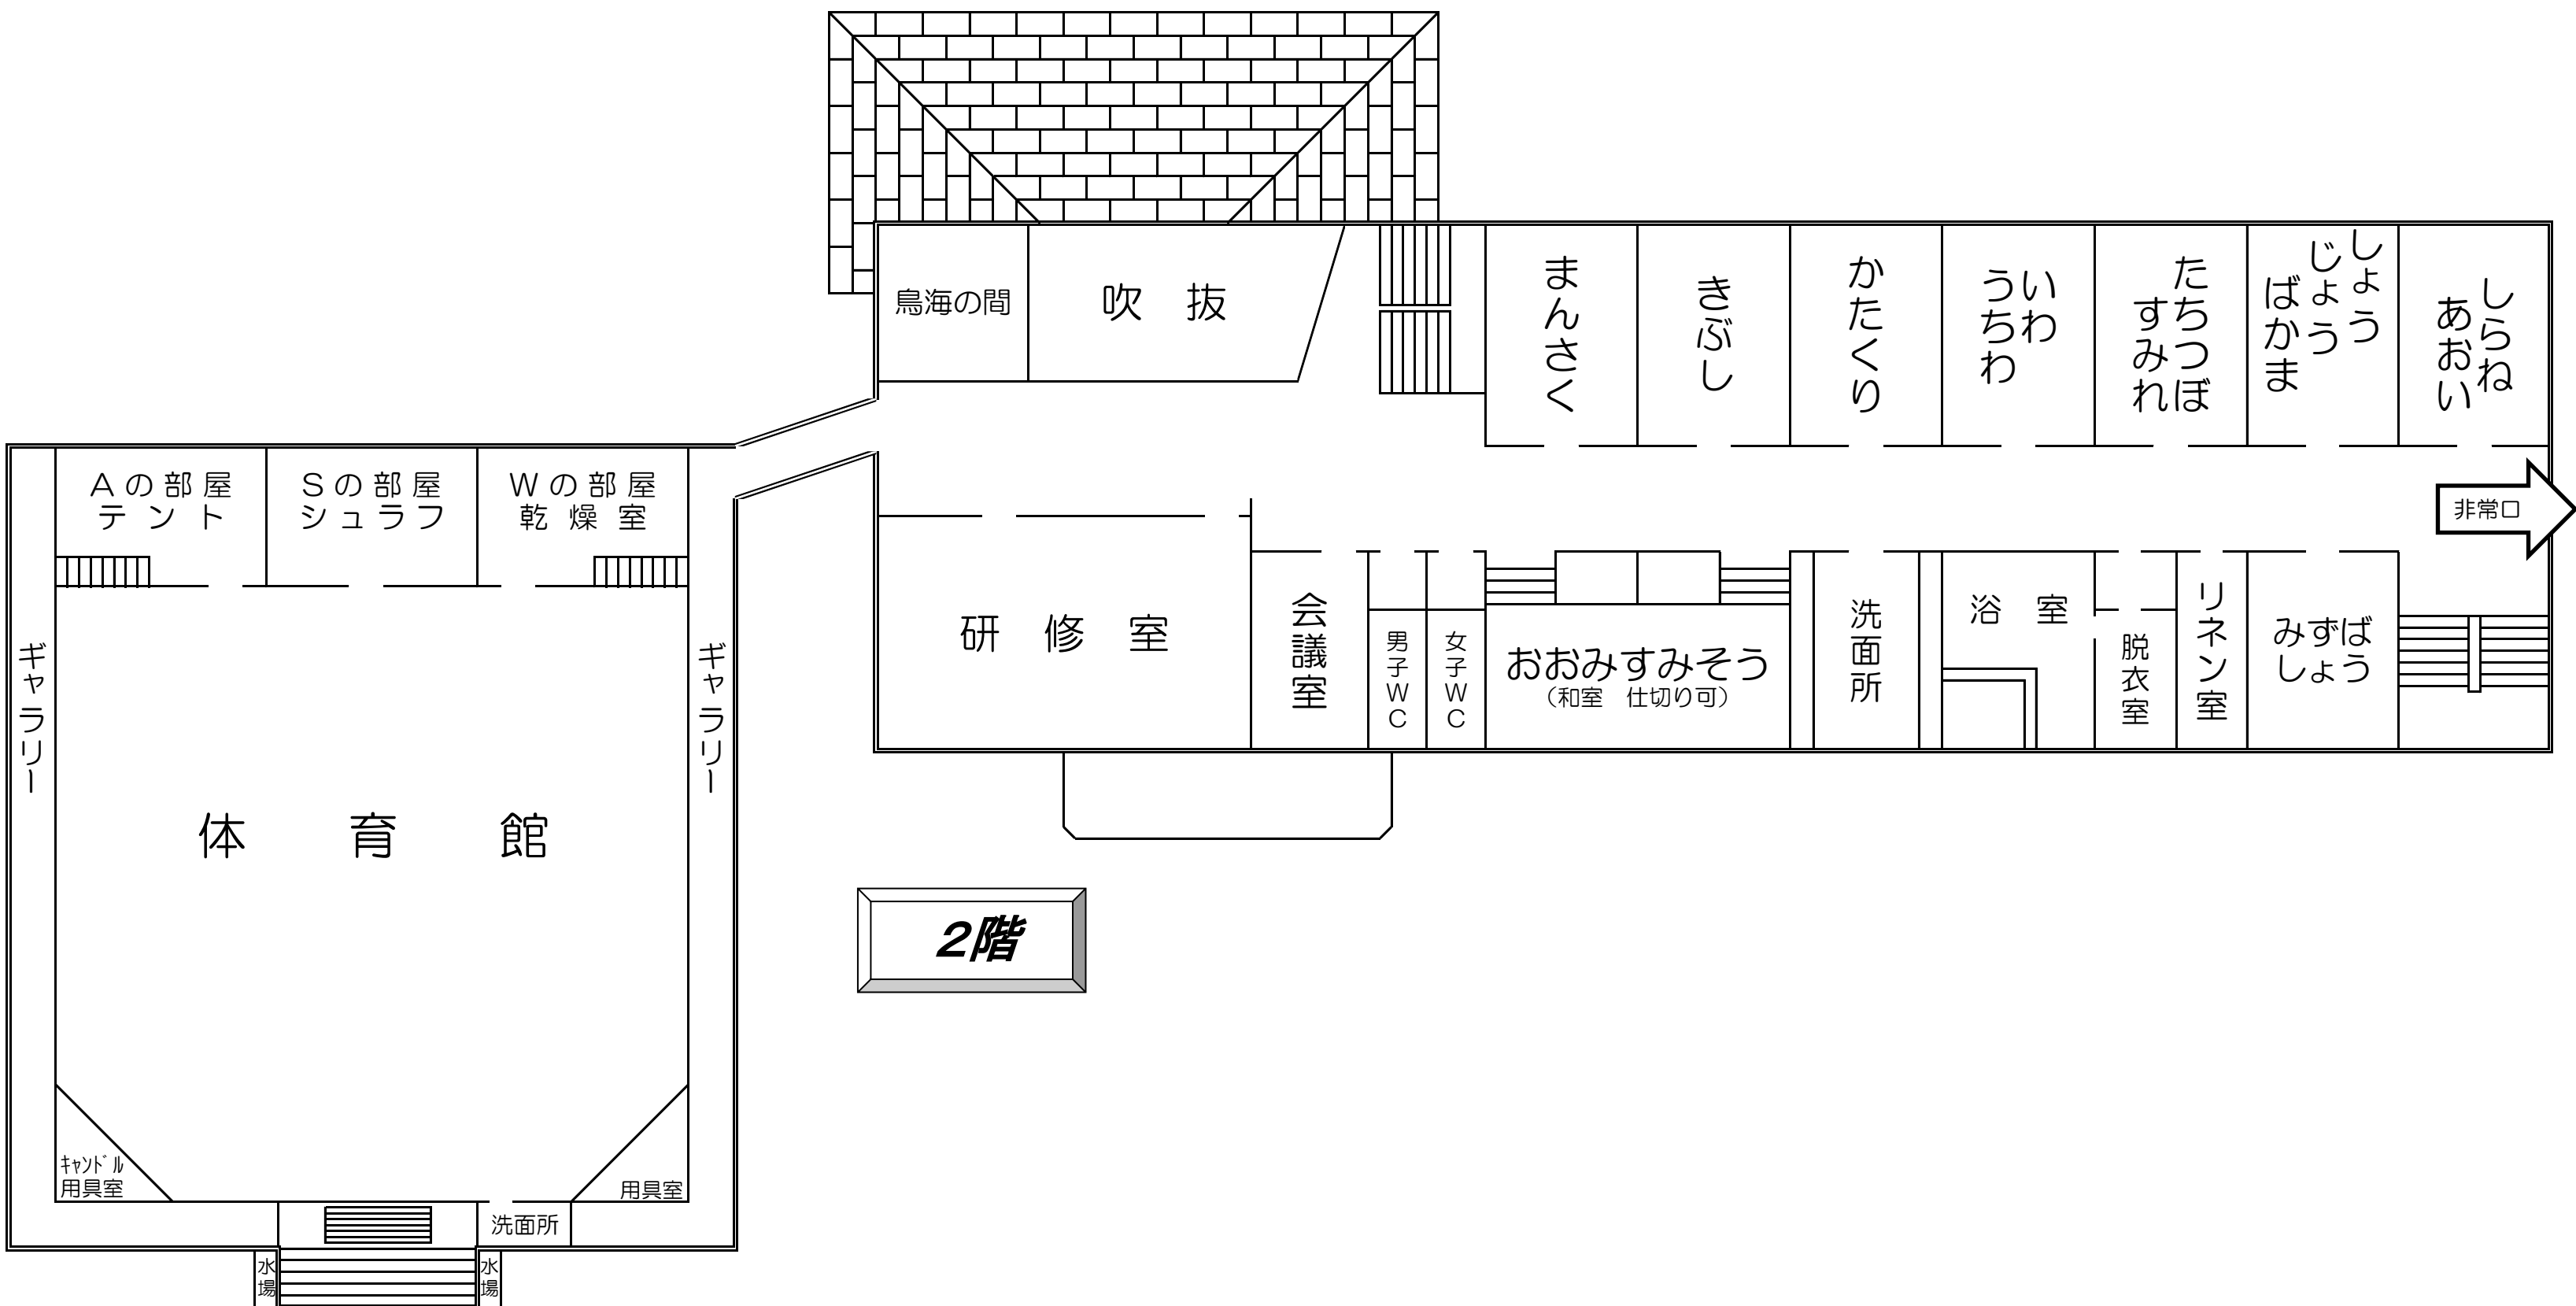 鳥海の間
吹 抜
まんさく
きぶし
かたくり
いわ
うちわ
たちつぼ
すみれ
しょう
じょう
ばかま
しらね
あおい
非常口
Aの部屋
テント
Sの部屋
シュラフ
Wの部屋
乾燥室
ギャラリー
ギャラリー
体 育 館
研 修 室
会議室
男子WC
女子WC
おおみすみそう
(和室 仕切り可)
洗面所
浴 室
脱衣室
リネン室
みずば
しょう
2階
キャンドル
用具室
用具室
洗面所
水場
水場